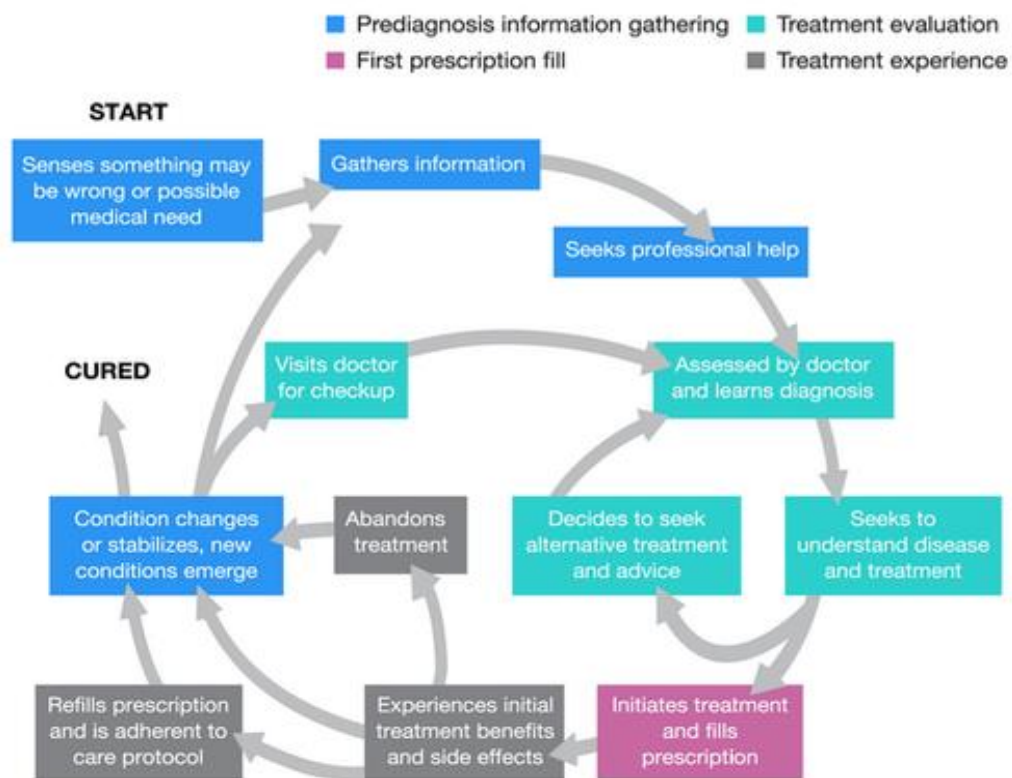 Prediagnosis information gathering
Treatment evaluation
First prescription fill
Treatment experience
START
Senses something may
be wrong or possible
medical need
Gathers information
Seeks professional help
CURED
Visits doctor
for checkup
Assessed by doctor
and learns diagnosis
Condition changes
or stabilizes, new
conditions emerge
Abandons
treatment
Decides to seek
alternative treatment
and advice
Seeks to
understand disease
and treatment
Refills prescription
and is adherent to
care protocol
Experiences initial
treatment benefits
and side effects
Initiates treatment
and fills
prescription